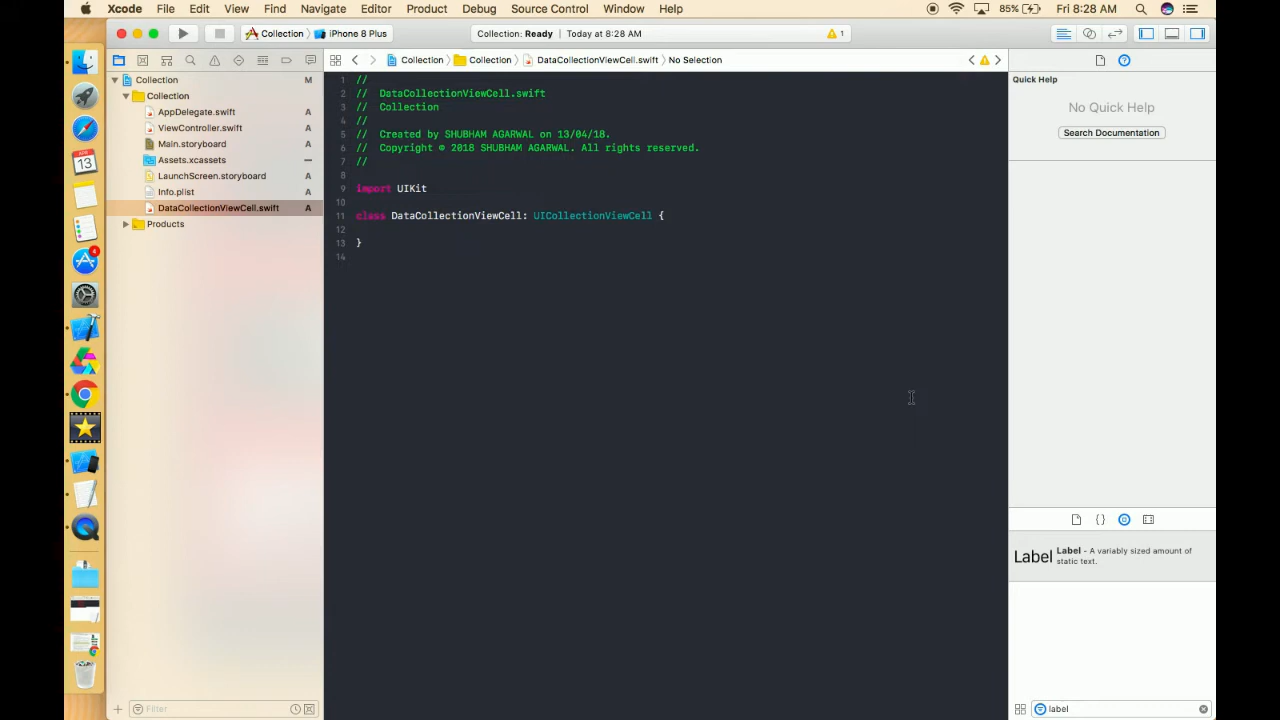 Xcode File Edit View Find Navigate Editor Product Debug Source Control Window Help 85% Fri 8:28 AM
Collection iPhone 8 Plus Collection: Ready Today at 8:28 AM 1
Collection Collection DataCollectionViewCell.swift No Selection
Collection M
Collection
AppDelegate.swift A
ViewController.swift A
Main.storyboard A
Assets.xcassets
LaunchScreen.storyboard A
Info.plist A
DataCollectionViewCell.swift A
Products
Filter
APR
13
4
1 //
2 // DataCollectionViewCell.swift
3 // Collection
4 //
5 // Created by SHUBHAM AGARWAL on 13/04/18.
6 // Copyright © 2018 SHUBHAM AGARWAL. All rights reserved.
7 //
8
9 import UIKit
10
11 class DataCollectionViewCell: UICollectionViewCell {
12
13 }
14
Quick Help
No Quick Help
Search Documentation
Label Label - A variably sized amount of
static text.
label